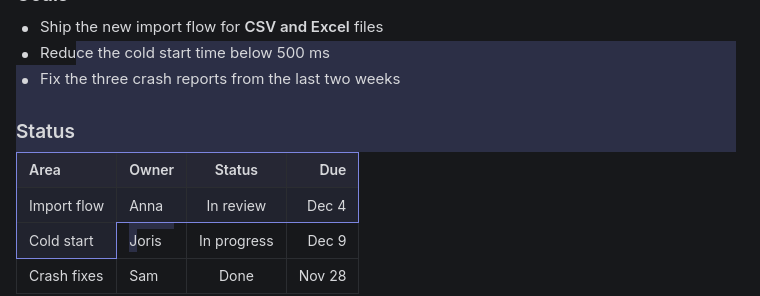 Ship the new import flow for CSV and Excel files
Reduce the cold start time below 500 ms
Fix the three crash reports from the last two weeks
Status
Area Owner Status Due
Import flow Anna In review Dec 4
Cold start Joris In progress Dec 9
Crash fixes Sam Done Nov 28